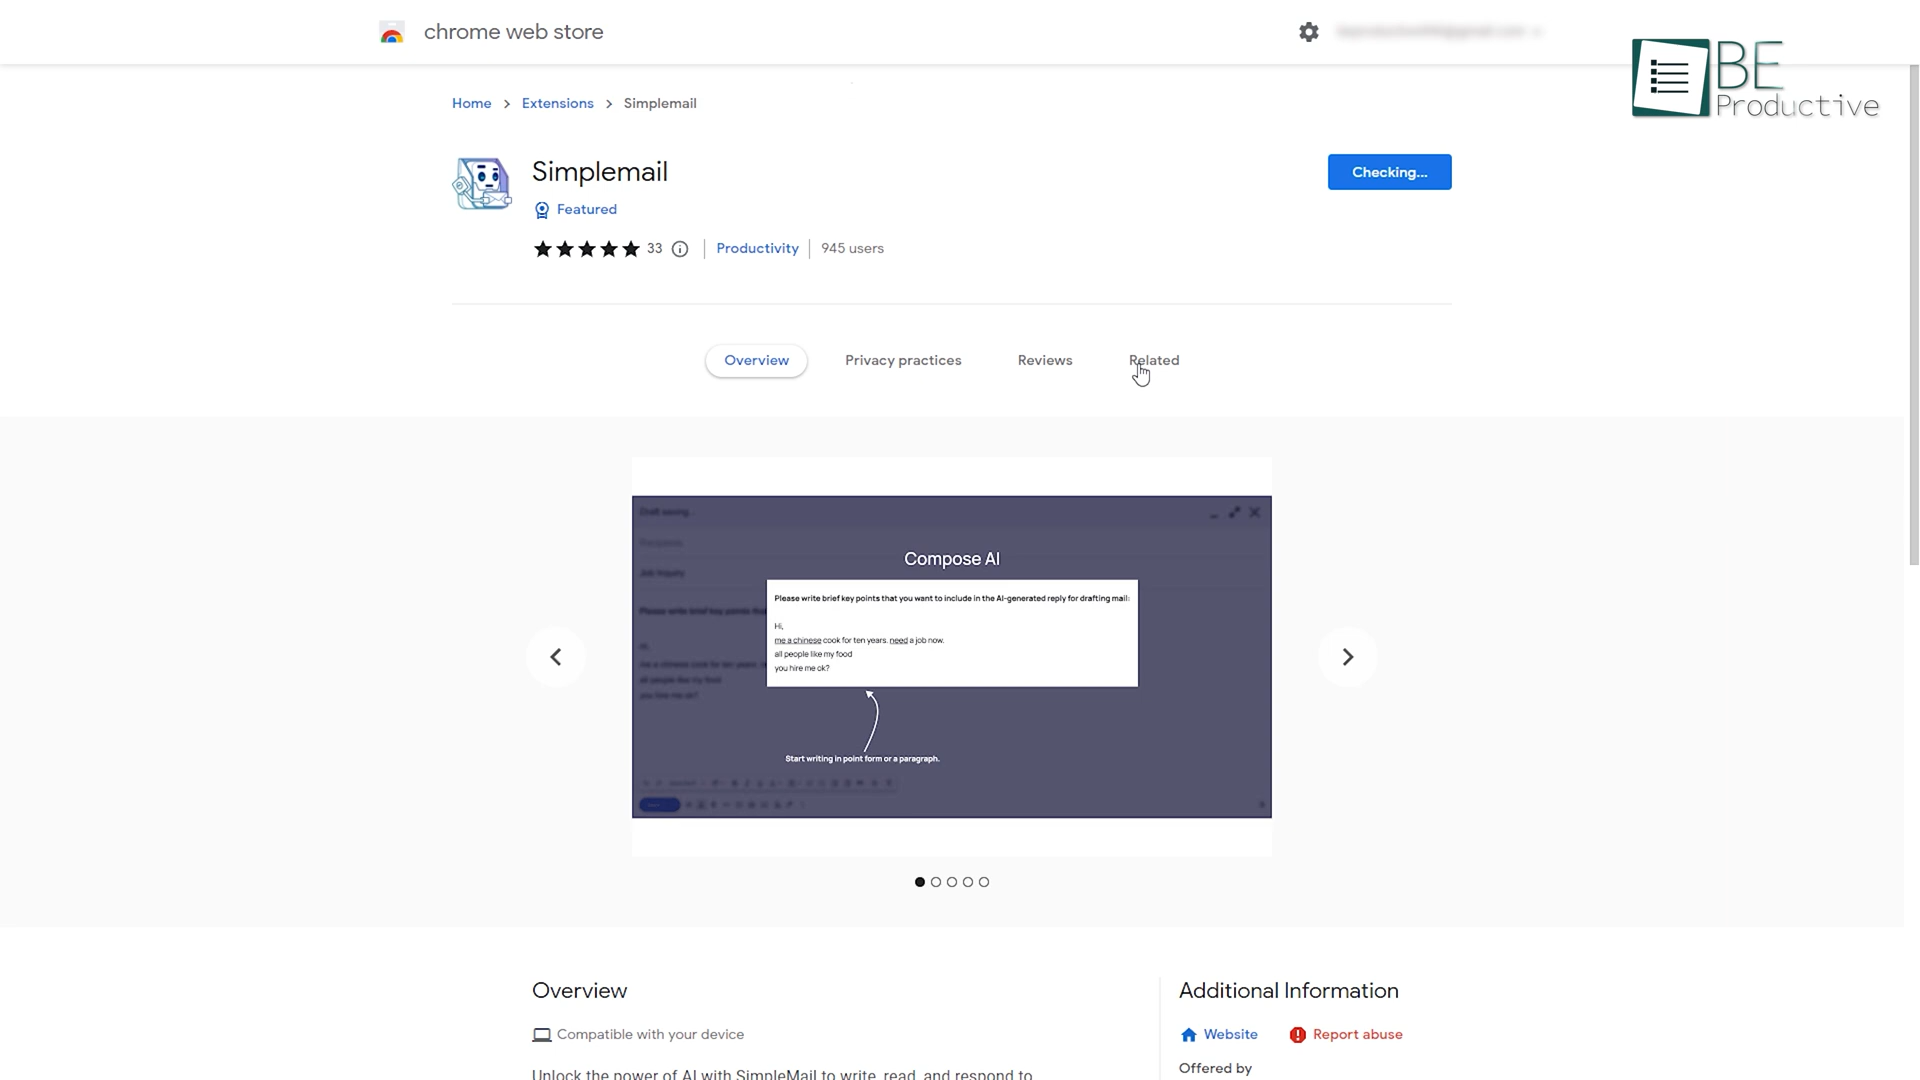 chrome web store
BE
Productive
Home > Extensions > Simplemail
Simplemail
Checking...
Featured
33
Productivity
945 users
Overview
Privacy practices
Reviews
Related
Compose AI
Please write brief key points that you want to include in the AI-generated reply for drafting mail:
Hi,
me a chinese cook for ten years. need a job now.
all people like my food
you hire me ok?
Start writing in point form or a paragraph.
Overview
Compatible with your device
Unlock the power of AI with SimpleMail to write, read, and respond to
Additional Information
Website
Report abuse
Offered by